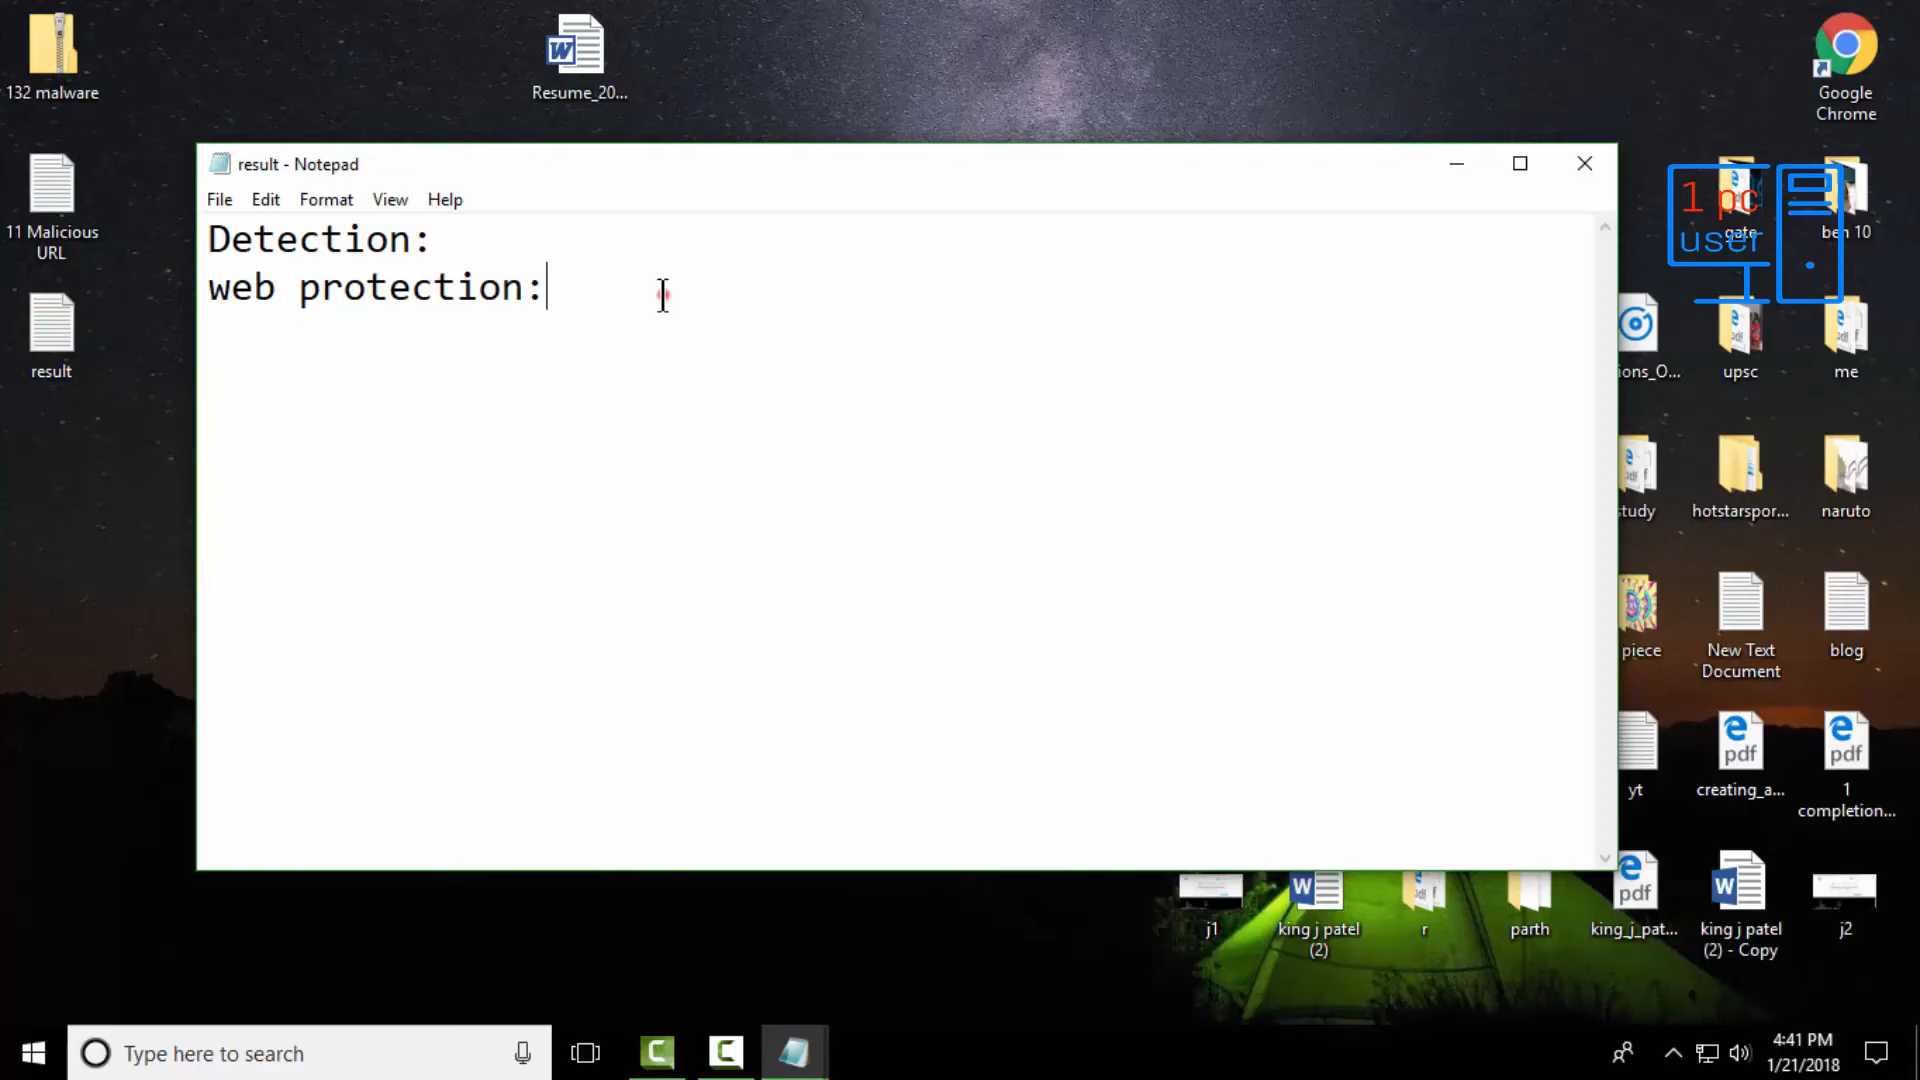 132 malware
Resume_20...
Google
Chrome
result - Notepad
File Edit Format View Help
Detection:
web protection:
11 Malicious
URL
result
1 pc
user
gate
ben 10
ions_O...
upsc
me
study
hotstarspor...
naruto
piece
New Text
Document
blog
yt
creating_a...
1
completion...
j1
king j patel
(2)
r
parth
king_j_pat...
king j patel
(2) - Copy
j2
Type here to search
4:41 PM
1/21/2018